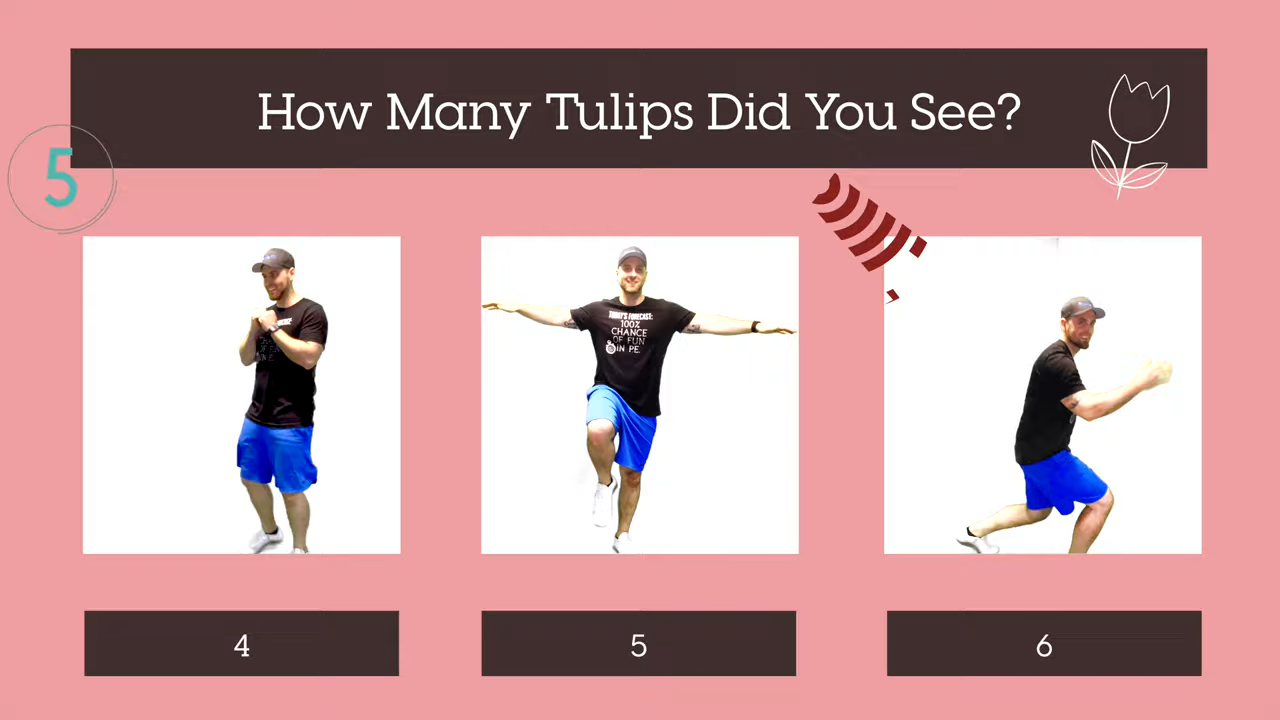 How Many Tulips Did You See?
5
TODAY'S FORECAST:
100%
CHANCE
OF FUN
IN PE.
4
5
6